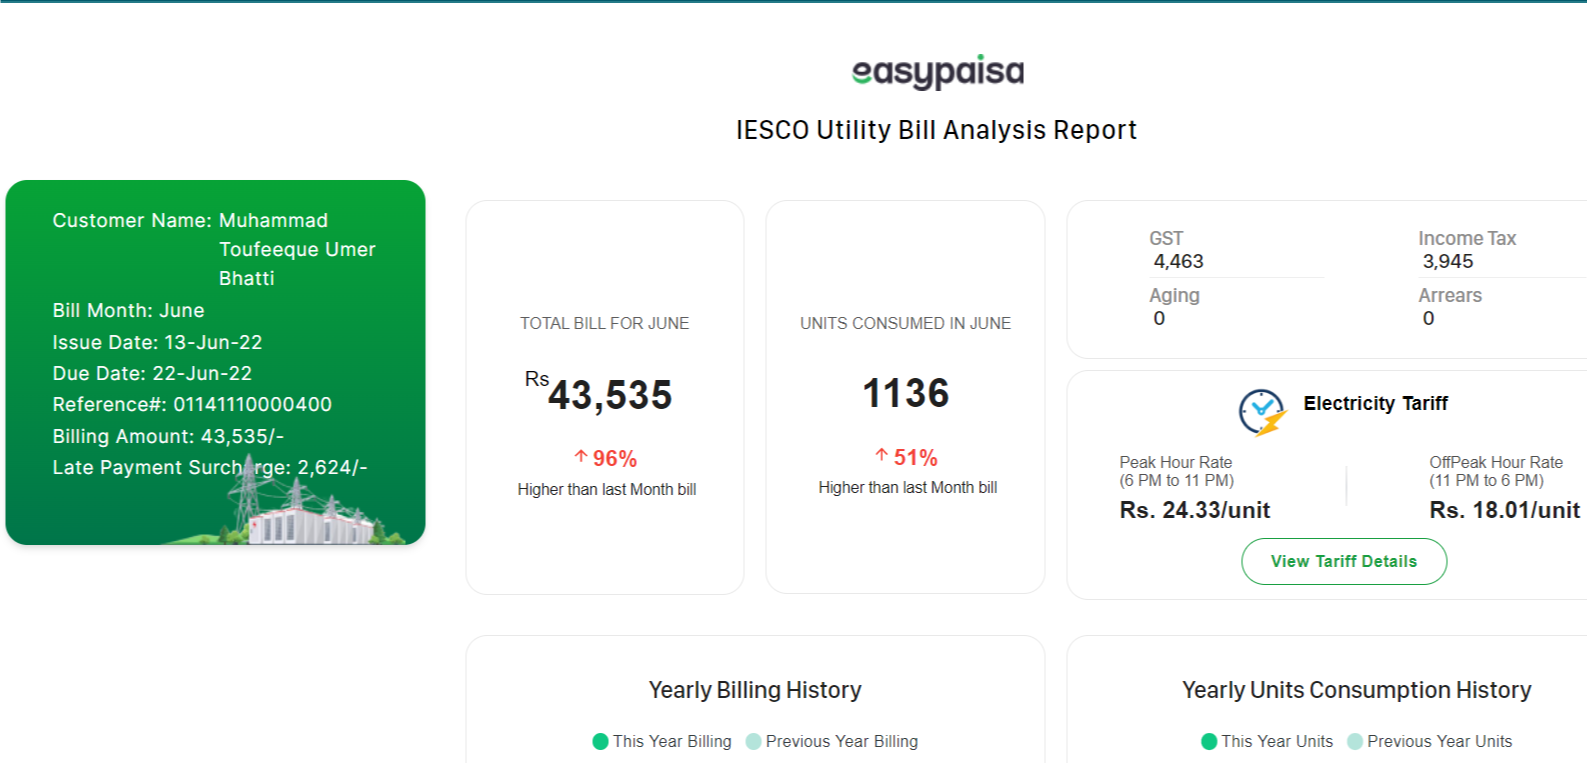 easypaisa
IESCO Utility Bill Analysis Report
Customer Name: Muhammad
Toufeeque Umer
Bhatti
Bill Month: June
Issue Date: 13-Jun-22
Due Date: 22-Jun-22
Reference#: 01141110000400
Billing Amount: 43,535/-
Late Payment Surcharge: 2,624/-
TOTAL BILL FOR JUNE
Rs43,535
96%
Higher than last Month bill
UNITS CONSUMED IN JUNE
1136
51%
Higher than last Month bill
GST
4,463
Income Tax
3,945
Aging
0
Arrears
0
Electricity Tariff
Peak Hour Rate
(6 PM to 11 PM)
Rs. 24.33/unit
OffPeak Hour Rate
(11 PM to 6 PM)
Rs. 18.01/unit
View Tariff Details
Yearly Billing History
This Year Billing Previous Year Billing
Yearly Units Consumption History
This Year Units Previous Year Units